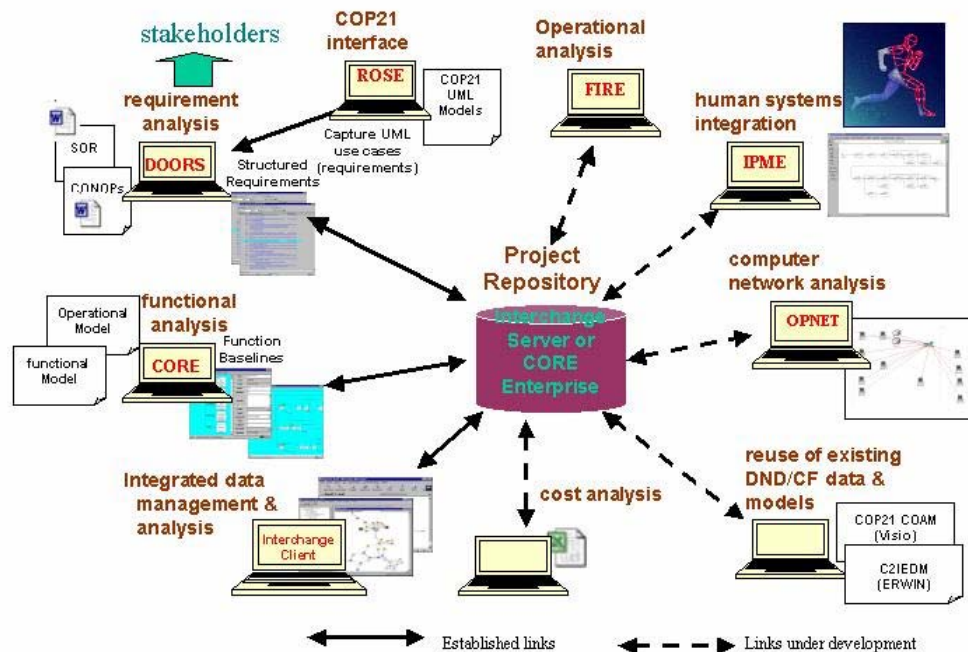 stakeholders
COP21
interface
Operational
analysis
requirement
analysis
ROSE
COP21
UML
Models
FIRE
human systems
integration
SOR
CONOPs
DOORS
Capture UML
use cases
(requirements)
Structured
Requirements
IPME
Project
Repository
computer
network analysis
functional
analysis
Operational
Model
functional Model
CORE
Function
Baselines
Interchange
Server or
CORE
Enterprise
OPNET
Integrated data
management &
analysis
Interchange
Client
cost analysis
reuse of existing
DND/CF data &
models
COP21 COAM
(Visio)
C2IEDM
(ERWIN)
Established links
Links under development